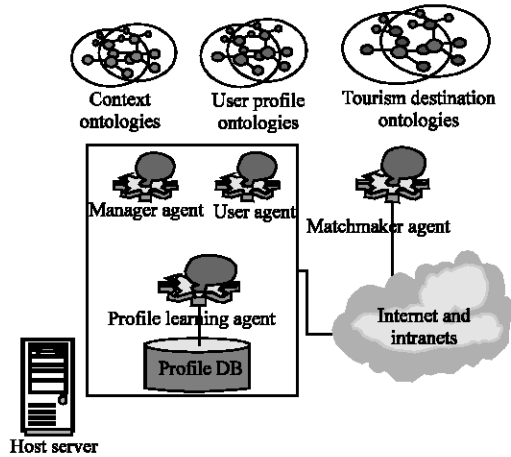 Context
ontologies
User profile
ontologies
Tourism destination
ontologies
Manager agent
User agent
Matchmaker agent
Profile learning agent
Internet and
intranets
Profile DB
Host server